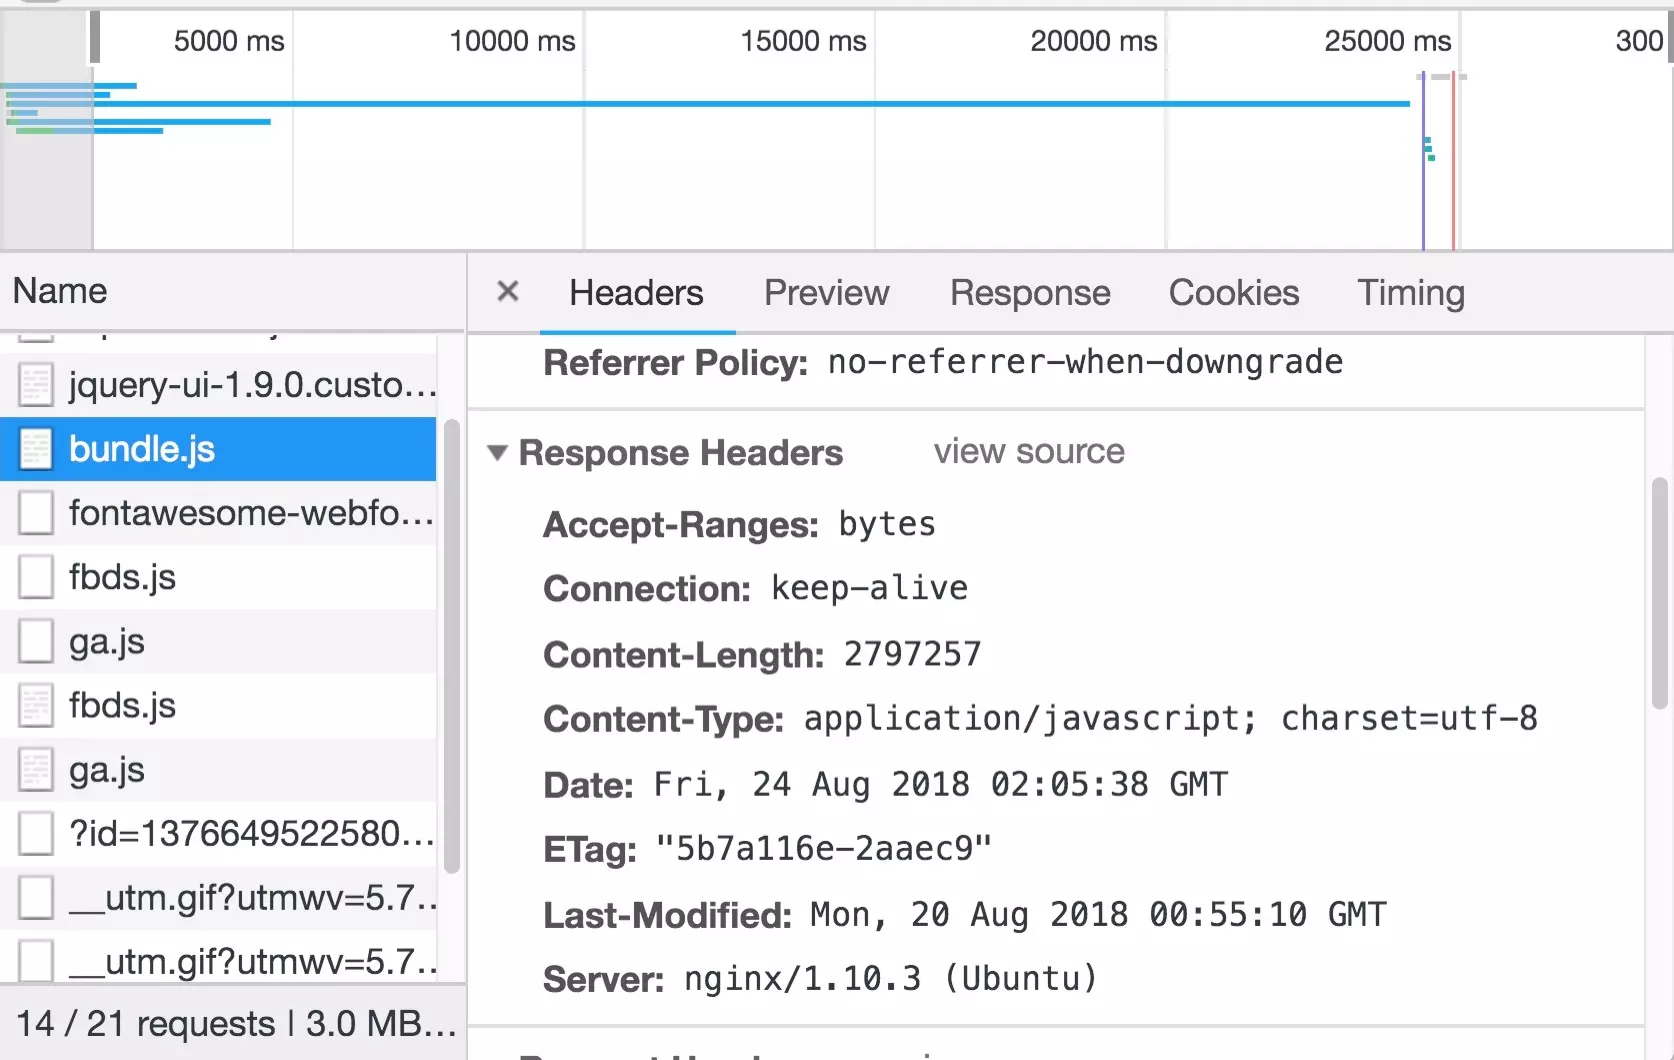 5000 ms 10000 ms 15000 ms 20000 ms 25000 ms 300
Name
× Headers Preview Response Cookies Timing
jquery-ui-1.9.0.custo...
bundle.js
fontawesome-webfo...
fbds.js
ga.js
fbds.js
ga.js
?id=1376649522580...
__utm.gif?utmwv=5.7..
__utm.gif?utmwv=5.7..
14 / 21 requests | 3.0 MB...
Referrer Policy: no-referrer-when-downgrade
▼ Response Headers view source
Accept-Ranges: bytes
Connection: keep-alive
Content-Length: 2797257
Content-Type: application/javascript; charset=utf-8
Date: Fri, 24 Aug 2018 02:05:38 GMT
ETag: "5b7a116e-2aaec9"
Last-Modified: Mon, 20 Aug 2018 00:55:10 GMT
Server: nginx/1.10.3 (Ubuntu)